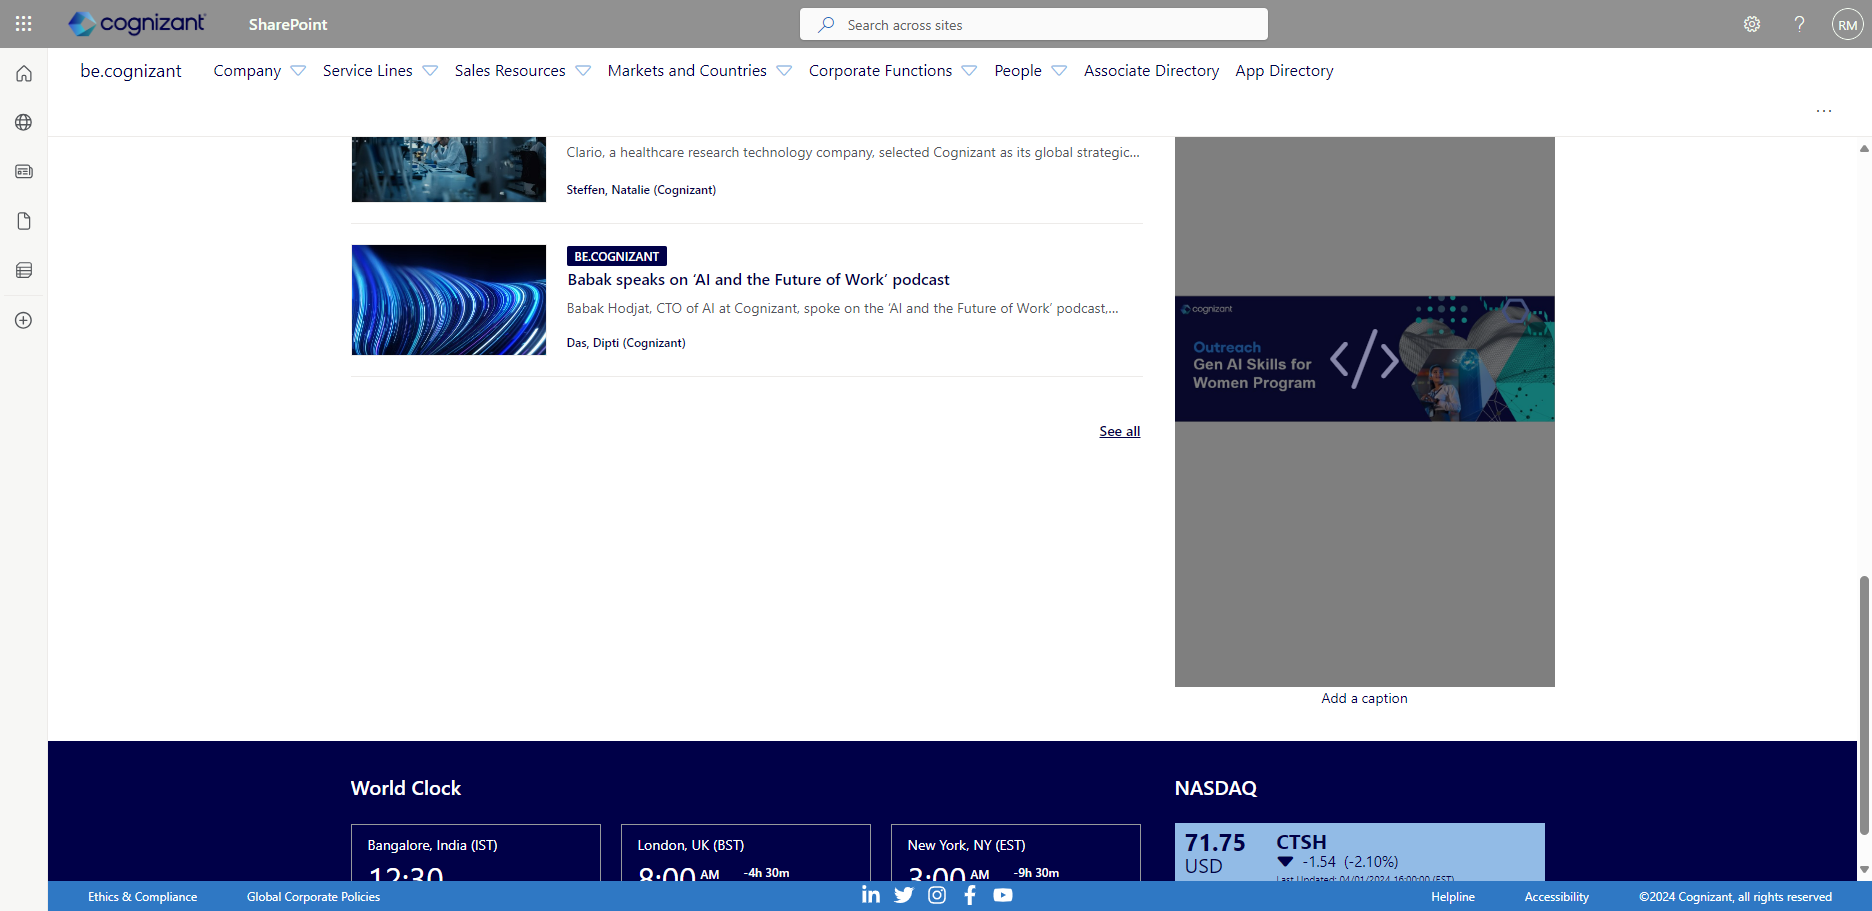 cognizant
SharePoint
Search across sites
RM
be.cognizant
Company
Service Lines
Sales Resources
Markets and Countries
Corporate Functions
People
Associate Directory
App Directory
Clario, a healthcare research technology company, selected Cognizant as its global strategic...
Steffen, Natalie (Cognizant)
BE.COGNIZANT
Babak speaks on ‘AI and the Future of Work’ podcast
Babak Hodjat, CTO of AI at Cognizant, spoke on the ‘AI and the Future of Work’ podcast,...
Das, Dipti (Cognizant)
See all
cognizant
Outreach
Gen AI Skills for
Women Program
</>
Add a caption
World Clock
Bangalore, India (IST)
12:30
London, UK (BST)
8:00 AM -4h 30m
New York, NY (EST)
3:00 AM -9h 30m
NASDAQ
71.75
USD
CTSH
-1.54 (-2.10%)
Last Updated: 04/01/2024 16:00:00 (EST)
Ethics & Compliance
Global Corporate Policies
Helpline
Accessibility
©2024 Cognizant, all rights reserved